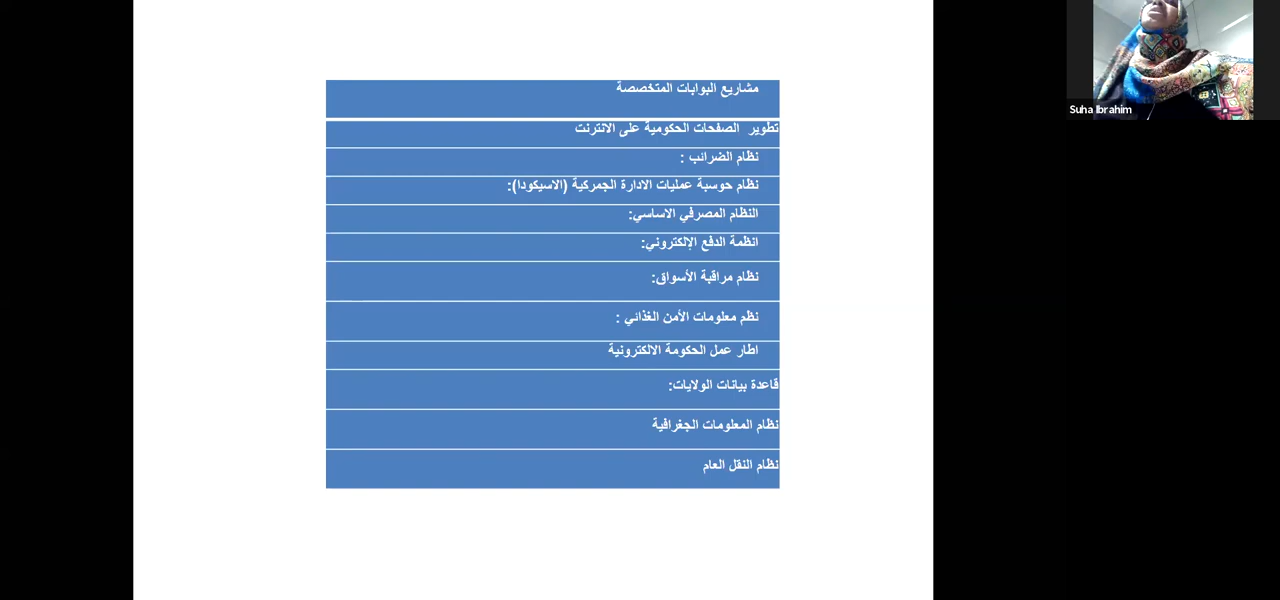 مشاريع البوابات المتخصصة
تطوير الصفحات الحكومية على الانترنت
نظام الضرائب :
نظام حوسبة عمليات الادارة الجمركية (الاسيكودا):
النظام المصرفي الاساسي:
انظمة الدفع الإلكتروني:
نظام مراقبة الأسواق:
نظم معلومات الأمن الغذائي :
اطار عمل الحكومة الالكترونية
قاعدة بيانات الولايات:
نظام المعلومات الجغرافية
نظام النقل العام
Suha Ibrahim